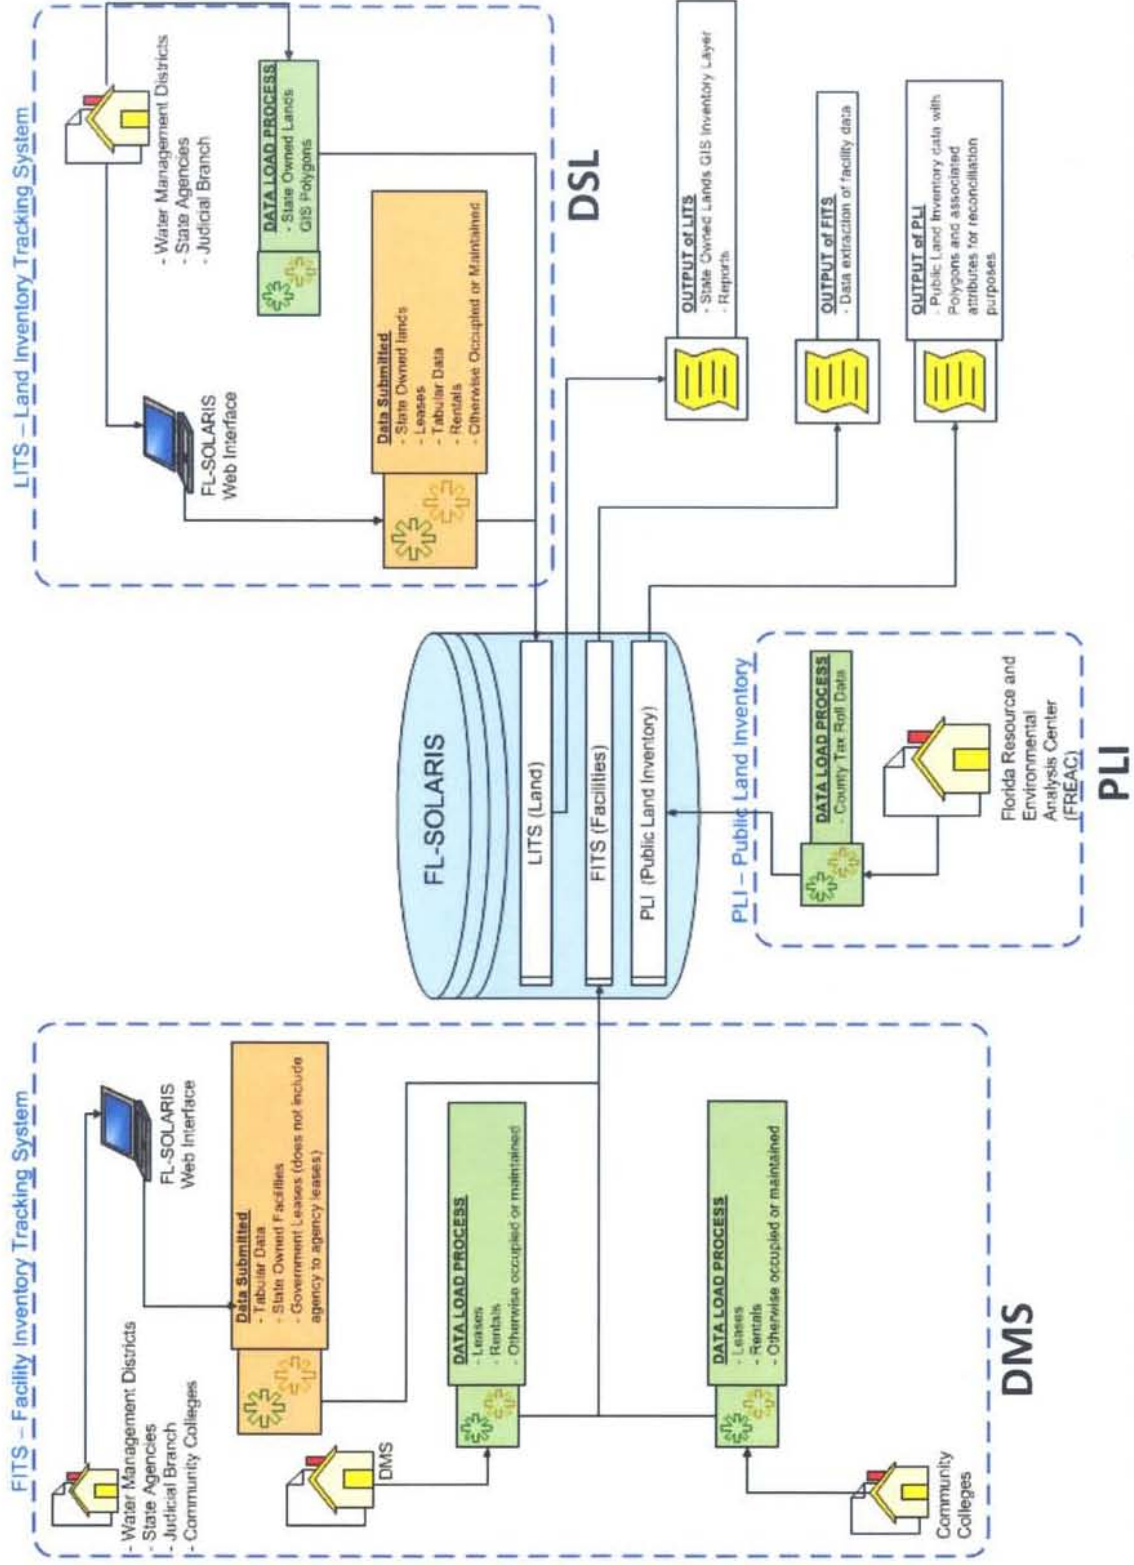 FITS – Facility Inventory Tracking System
- Water Management Districts
- State Agencies
- Judicial Branch
- Community Colleges
FL-SOLARIS
Web Interface
Data Submitted
- Tabular Data
- State Owned Facilities
- Government Leases (does not include
agency to agency leases)
DMS
DATA LOAD PROCESS
- Leases
- Rentals
- Otherwise occupied or maintained
Community
Colleges
DATA LOAD PROCESS
- Leases
- Rentals
- Otherwise occupied or maintained
DMS
FL-SOLARIS
LITS (Land)
FITS (Facilities)
PLI (Public Land Inventory)
PLI – Public Land Inventory
DATA LOAD PROCESS
- County Tax Roll Data
Florida Resource and
Environmental
Analysis Center
(FREAC)
PLI
LITS – Land Inventory Tracking System
- Water Management Districts
- State Agencies
- Judicial Branch
FL-SOLARIS
Web Interface
DATA LOAD PROCESS
- State Owned Lands
GIS Polygons
Data Submitted
- State Owned lands
- Leases
- Tabular Data
- Rentals
- Otherwise Occupied or Maintained
DSL
OUTPUT of LITS
- State Owned Lands GIS Inventory Layer
- Reports
OUTPUT of FITS
- Data extraction of facility data
OUTPUT of PLI
- Public Land Inventory data with
Polygons and associated
attributes for reconciliation
purposes